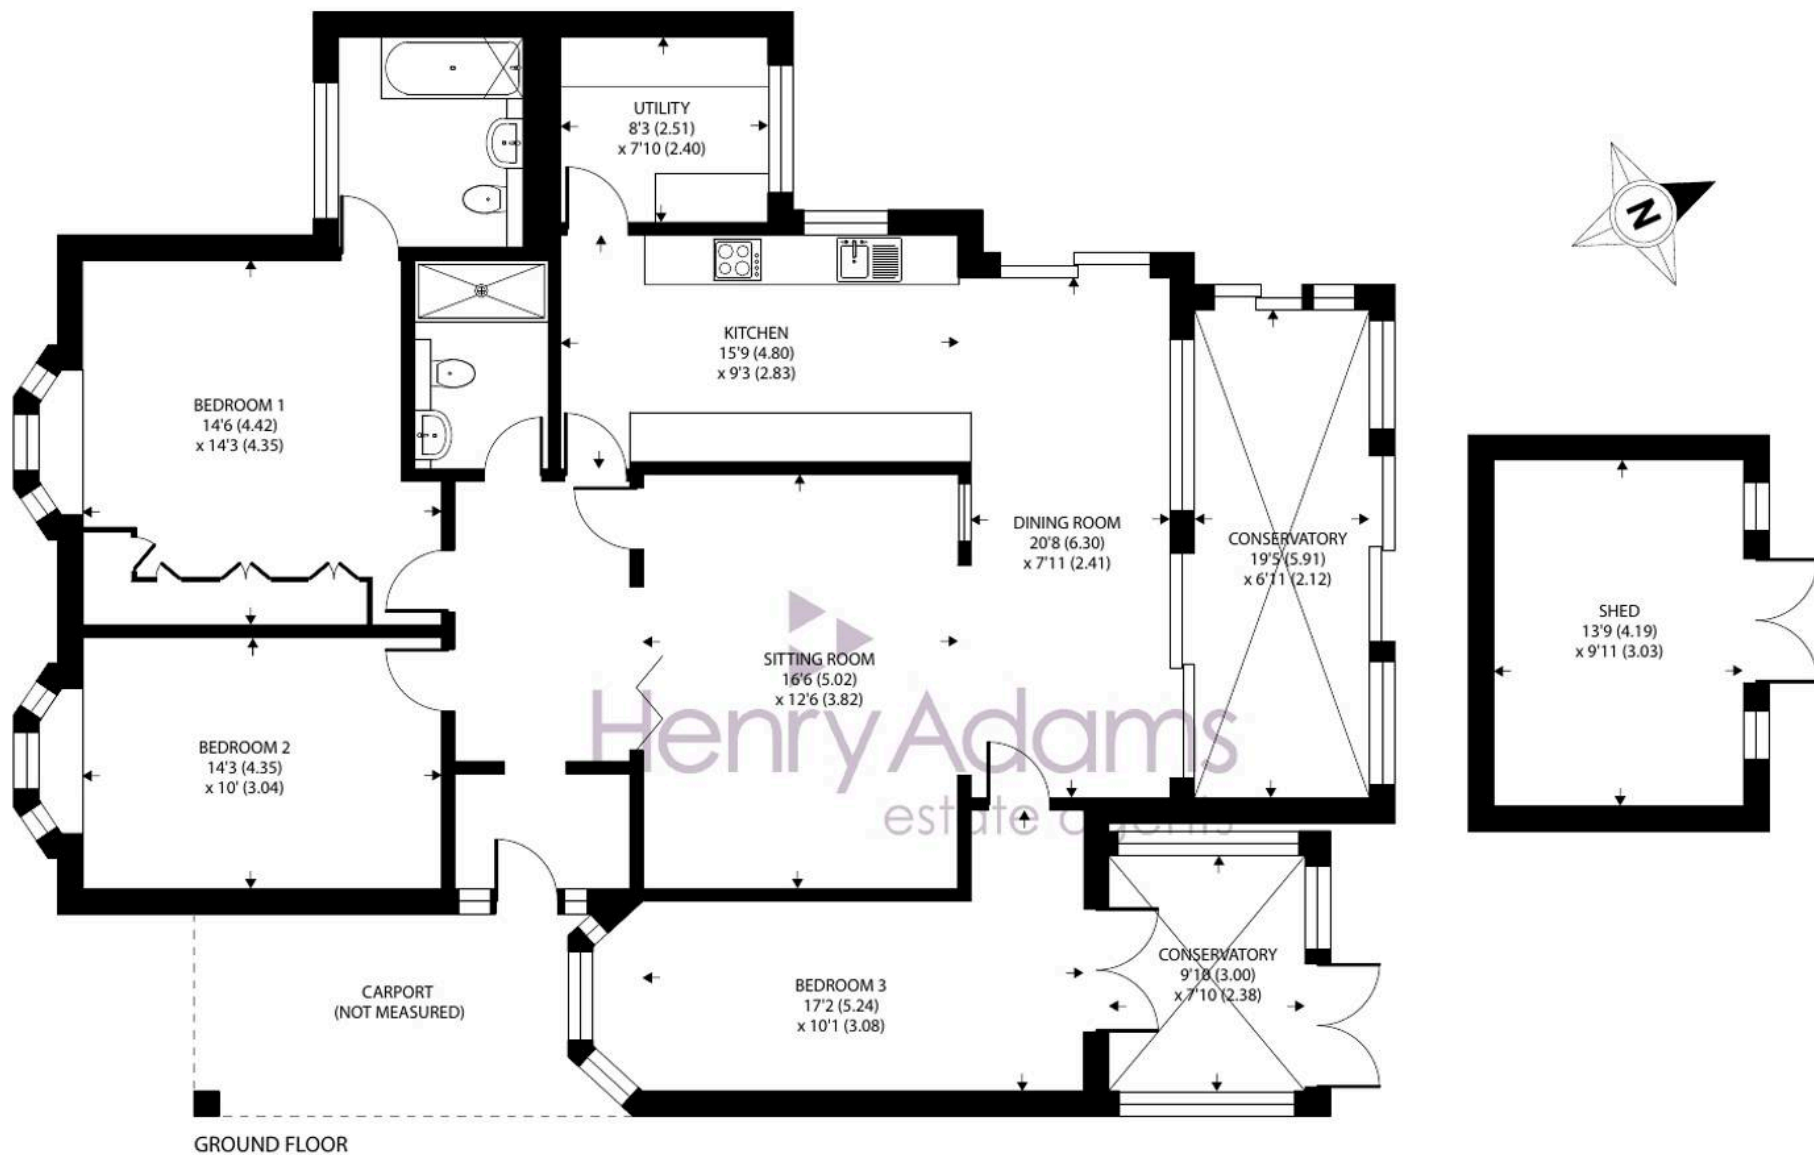 UTILITY
8'3 (2.51)
x 7'10 (2.40)
N
KITCHEN
15'9 (4.80)
x 9'3 (2.83)
BEDROOM 1
14'6 (4.42)
x 14'3 (4.35)
DINING ROOM
20'8 (6.30)
x 7'11 (2.41)
CONSERVATORY
19'5 (5.91)
x 6'11 (2.12)
SHED
13'9 (4.19)
x 9'11 (3.03)
SITTING ROOM
16'6 (5.02)
x 12'6 (3.82)
Henry Adams
estate agents
BEDROOM 2
14'3 (4.35)
x 10' (3.04)
CONSERVATORY
9'10 (3.00)
x 7'10 (2.38)
CARPORT
(NOT MEASURED)
BEDROOM 3
17'2 (5.24)
x 10'1 (3.08)
GROUND FLOOR